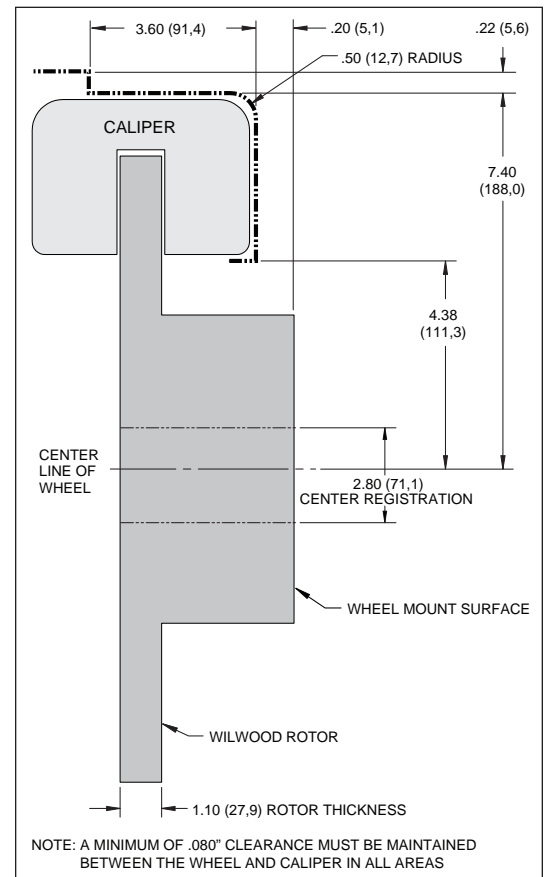 3.60 (91,4)
.20 (5,1)
.22 (5,6)
.50 (12,7) RADIUS
CALIPER
7.40
(188,0)
4.38
(111,3)
CENTER
LINE OF
WHEEL
2.80 (71,1)
CENTER REGISTRATION
WHEEL MOUNT SURFACE
WILWOOD ROTOR
1.10 (27,9) ROTOR THICKNESS
NOTE: A MINIMUM OF .080" CLEARANCE MUST BE MAINTAINED
BETWEEN THE WHEEL AND CALIPER IN ALL AREAS